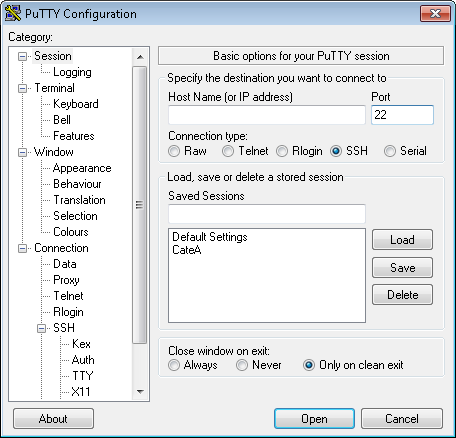 PuTTY Configuration
Category:
Session
Logging
Terminal
Keyboard
Bell
Features
Window
Appearance
Behaviour
Translation
Selection
Colours
Connection
Data
Proxy
Telnet
Rlogin
SSH
Kex
Auth
TTY
X11
Basic options for your PuTTY session
Specify the destination you want to connect to
Host Name (or IP address) Port
22
Connection type:
Raw Telnet Rlogin SSH Serial
Load, save or delete a stored session
Saved Sessions
Default Settings
CateA
Load
Save
Delete
Close window on exit:
Always Never Only on clean exit
About Open Cancel